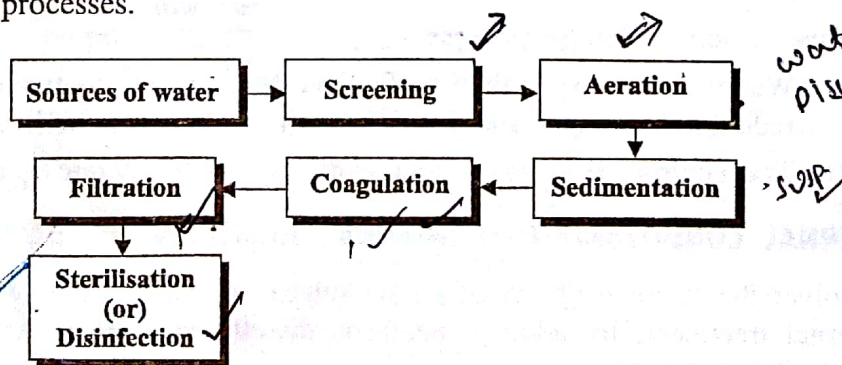 processes.
Sources of water
Screening
Aeration
Sedimentation
Coagulation
Filtration
Sterilisation
(or)
Disinfection